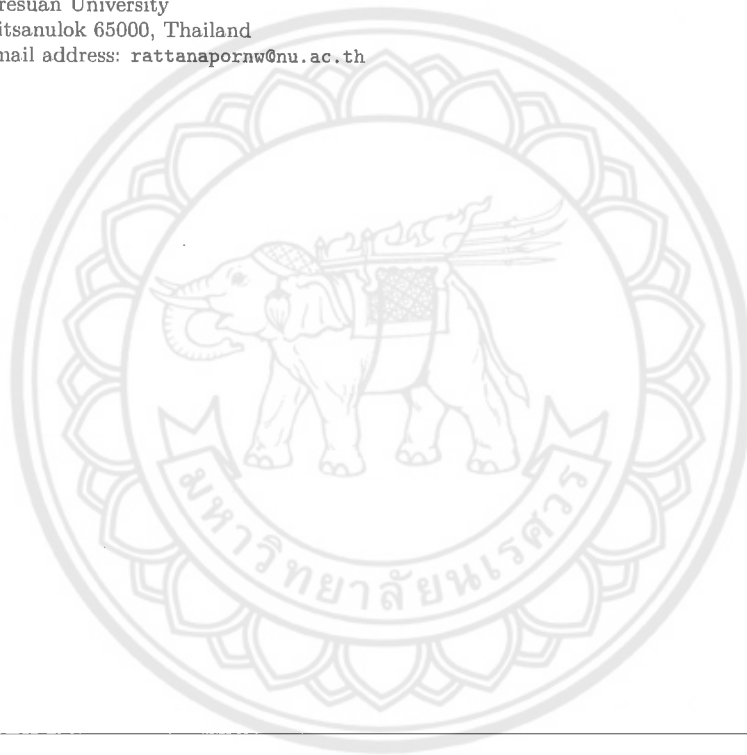 resuan University
itsanulok 65000, Thailand
mail address: rattanapornw@nu.ac.th
มหาวิทยาลัยนเรศวร